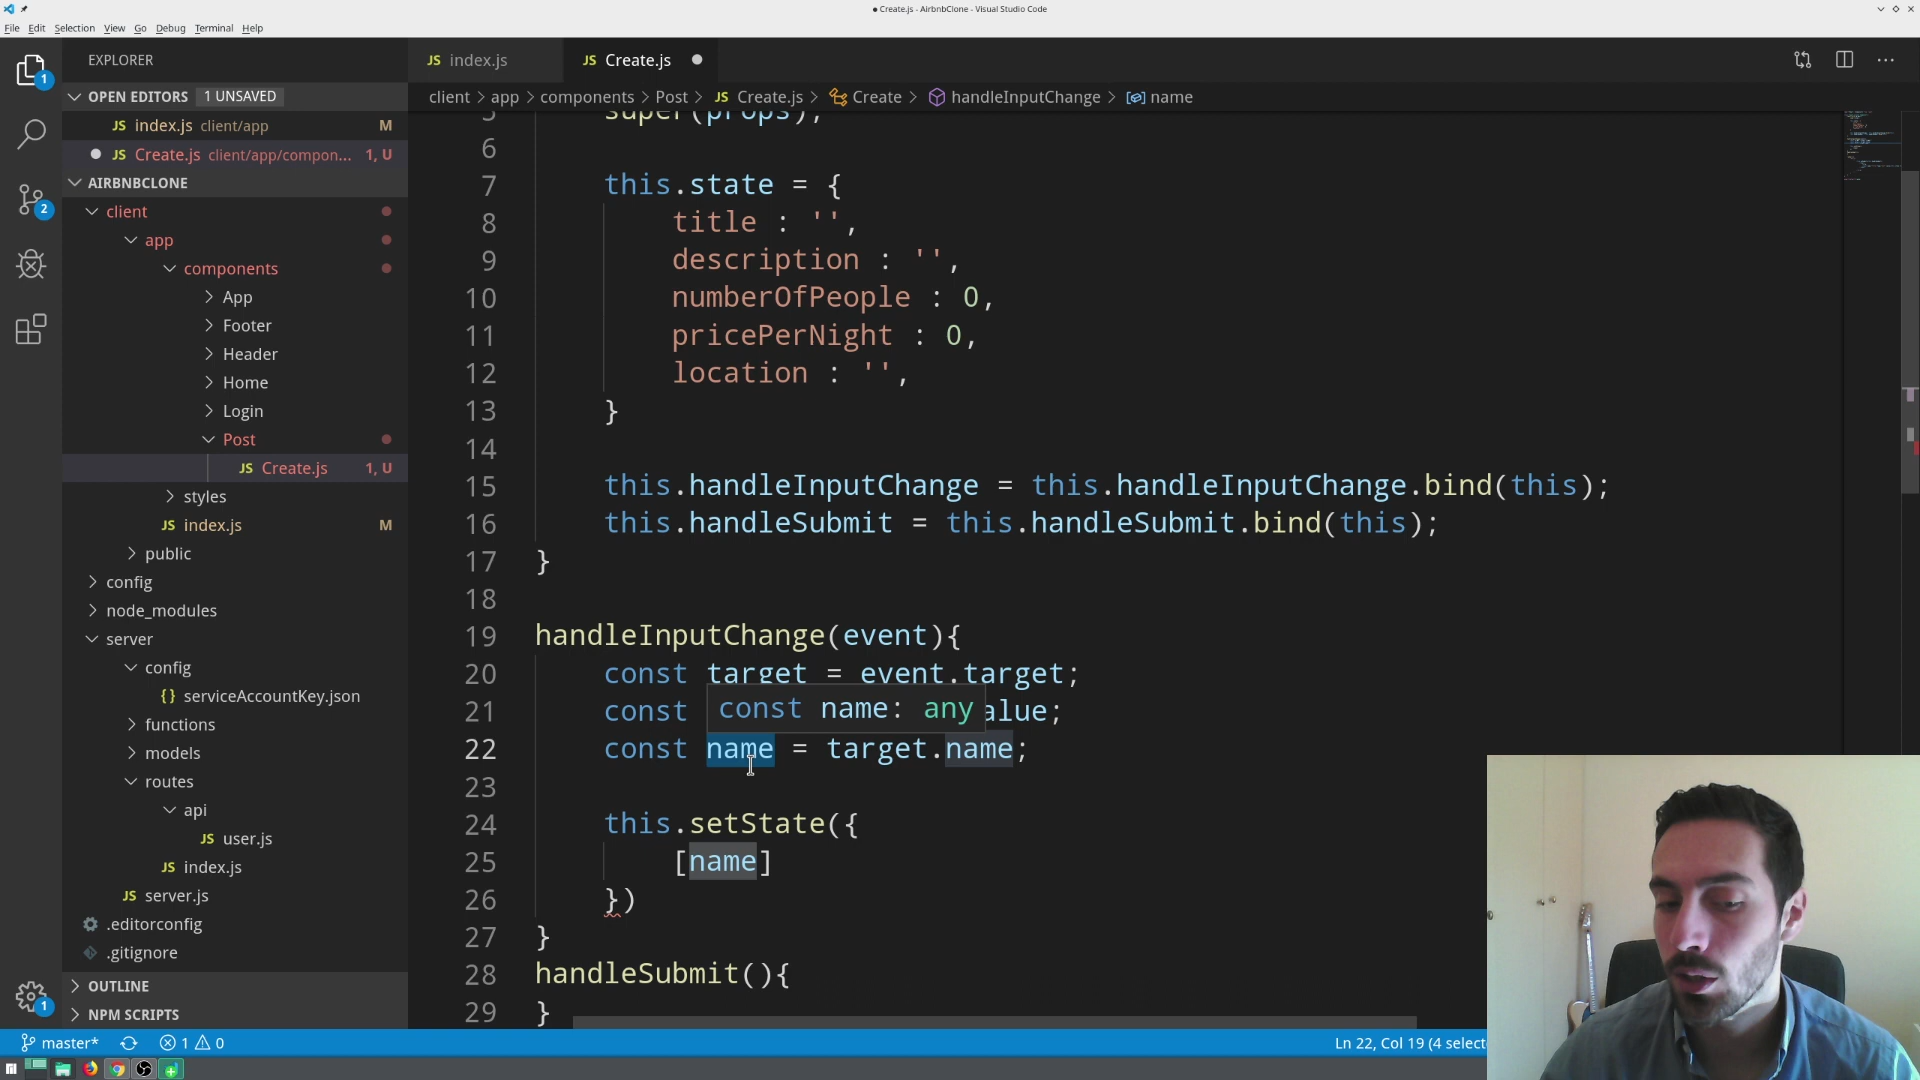 ● Create.js - AirbnbClone - Visual Studio Code
File Edit Selection View Go Debug Terminal Help
1
2
1
EXPLORER
OPEN EDITORS 1 UNSAVED
JS index.js client/app M
● JS Create.js client/app/compon... 1, U
AIRBNBCLONE
client
app
components
App
Footer
Header
Home
Login
Post
JS Create.js 1, U
styles
JS index.js M
public
config
node_modules
server
config
{} serviceAccountKey.json
functions
models
routes
api
JS user.js
JS index.js
JS server.js
.editorconfig
.gitignore
OUTLINE
NPM SCRIPTS
JS index.js
JS Create.js ●
client > app > components > Post > JS Create.js > Create > handleInputChange > name
5 super(props);
6
7 this.state = {
8 title : '',
9 description : '',
10 numberOfPeople : 0,
11 pricePerNight : 0,
12 location : '',
13 }
14
15 this.handleInputChange = this.handleInputChange.bind(this);
16 this.handleSubmit = this.handleSubmit.bind(this);
17 }
18
19 handleInputChange(event){
20 const target = event.target;
21 const alue;
const name: any
22 const name = target.name;
23
24 this.setState({
25 [name]
26 })
27 }
28 handleSubmit(){
29 }
master* 1 0
Ln 22, Col 19 (4 select